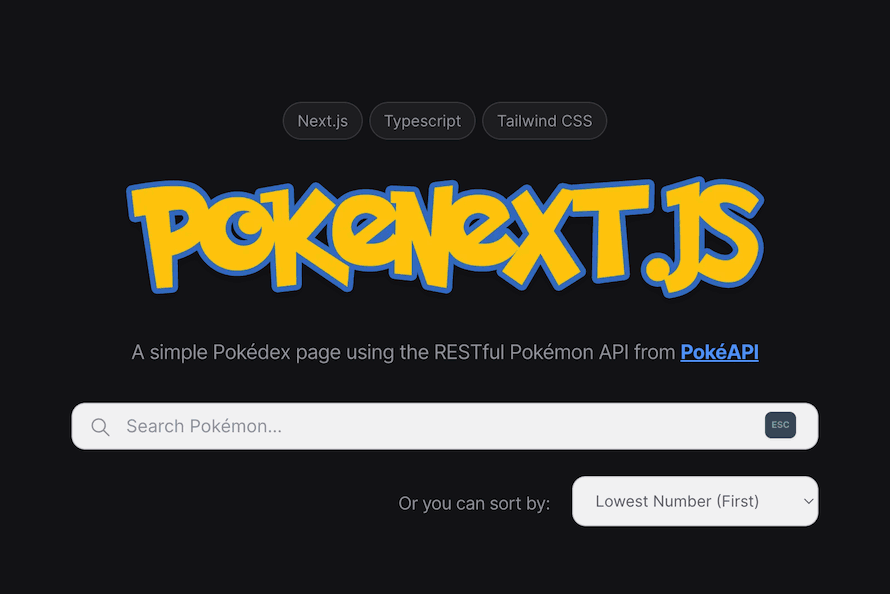 Next.js Typescript Tailwind CSS
POKeNeXT.JS
A simple Pokédex page using the RESTful Pokémon API from PokéAPI
Search Pokémon... ESC
Or you can sort by: Lowest Number (First)